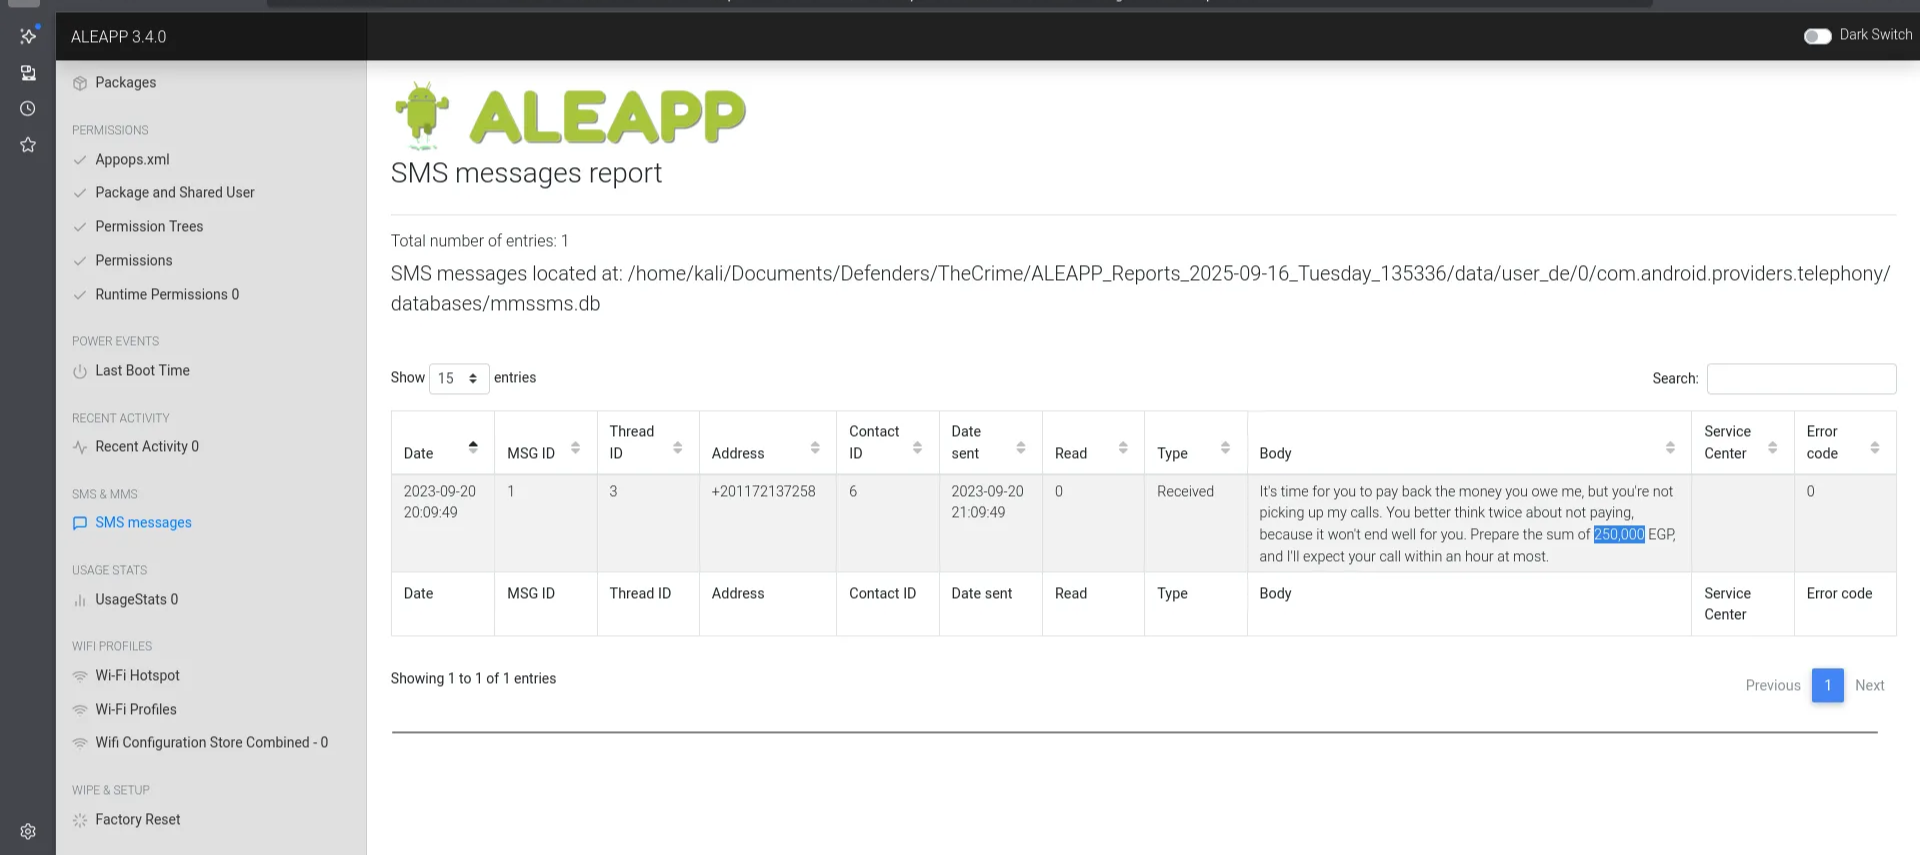 ALEAPP 3.4.0
Dark Switch
Packages
PERMISSIONS
Appops.xml
Package and Shared User
Permission Trees
Permissions
Runtime Permissions 0
POWER EVENTS
Last Boot Time
RECENT ACTIVITY
Recent Activity 0
SMS & MMS
SMS messages
USAGE STATS
UsageStats 0
WIFI PROFILES
Wi-Fi Hotspot
Wi-Fi Profiles
Wifi Configuration Store Combined - 0
WIPE & SETUP
Factory Reset
ALEAPP
SMS messages report
Total number of entries: 1
SMS messages located at: /home/kali/Documents/Defenders/TheCrime/ALEAPP_Reports_2025-09-16_Tuesday_135336/data/user_de/0/com.android.providers.telephony/
databases/mmssms.db
Show 15 entries
Search:
Date MSG ID Thread ID Address Contact ID Date sent Read Type Body Service Center Error code
2023-09-20 20:09:49 1 3 +201172137258 6 2023-09-20 21:09:49 0 Received It's time for you to pay back the money you owe me, but you're not
picking up my calls. You better think twice about not paying,
because it won't end well for you. Prepare the sum of 250,000 EGP,
and I'll expect your call within an hour at most. 0
Date MSG ID Thread ID Address Contact ID Date sent Read Type Body Service Center Error code
Showing 1 to 1 of 1 entries
Previous 1 Next